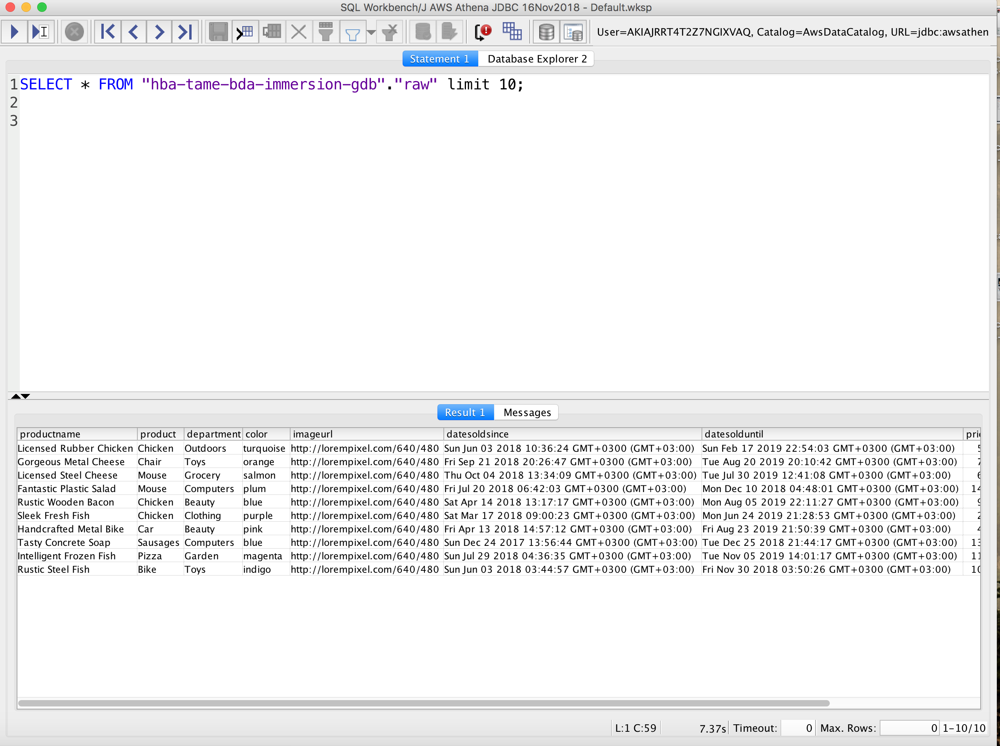 SQL Workbench/J AWS Athena JDBC 16Nov2018 - Default.wksp
User=AKIAJRRT4T2Z7NGIXVAQ, Catalog=AwsDataCatalog, URL=jdbc:awsathen
Statement 1 Database Explorer 2
1 SELECT * FROM "hba-tame-bda-immersion-gdb"."raw" limit 10;
2
3
Result 1 Messages
productname product department color imageurl datesoldsince datesolduntil
Licensed Rubber Chicken Chicken Outdoors turquoise http://lorempixel.com/640/480 Sun Jun 03 2018 10:36:24 GMT+0300 (GMT+03:00) Sun Feb 17 2019 22:54:03 GMT+0300 (GMT+03:00)
Gorgeous Metal Cheese Chair Toys orange http://lorempixel.com/640/480 Fri Sep 21 2018 20:26:47 GMT+0300 (GMT+03:00) Tue Aug 20 2019 20:10:42 GMT+0300 (GMT+03:00)
Licensed Steel Cheese Mouse Grocery salmon http://lorempixel.com/640/480 Thu Oct 04 2018 13:34:09 GMT+0300 (GMT+03:00) Tue Jul 30 2019 12:41:08 GMT+0300 (GMT+03:00)
Fantastic Plastic Salad Mouse Computers plum http://lorempixel.com/640/480 Fri Jul 20 2018 06:42:03 GMT+0300 (GMT+03:00) Mon Dec 10 2018 04:48:01 GMT+0300 (GMT+03:00) 14
Rustic Wooden Bacon Chicken Beauty blue http://lorempixel.com/640/480 Sat Apr 14 2018 13:17:17 GMT+0300 (GMT+03:00) Mon Aug 05 2019 22:11:27 GMT+0300 (GMT+03:00)
Sleek Fresh Fish Chicken Clothing purple http://lorempixel.com/640/480 Sat Mar 17 2018 09:00:23 GMT+0300 (GMT+03:00) Mon Jun 24 2019 21:28:53 GMT+0300 (GMT+03:00)
Handcrafted Metal Bike Car Beauty pink http://lorempixel.com/640/480 Fri Apr 13 2018 14:57:12 GMT+0300 (GMT+03:00) Fri Aug 23 2019 21:50:39 GMT+0300 (GMT+03:00)
Tasty Concrete Soap Sausages Computers blue http://lorempixel.com/640/480 Sun Dec 24 2017 13:56:44 GMT+0300 (GMT+03:00) Tue Dec 25 2018 21:44:17 GMT+0300 (GMT+03:00)
Intelligent Frozen Fish Pizza Garden magenta http://lorempixel.com/640/480 Sun Jul 29 2018 04:36:35 GMT+0300 (GMT+03:00) Tue Nov 05 2019 14:01:17 GMT+0300 (GMT+03:00)
Rustic Steel Fish Bike Toys indigo http://lorempixel.com/640/480 Sun Jun 03 2018 03:44:57 GMT+0300 (GMT+03:00) Fri Nov 30 2018 03:50:26 GMT+0300 (GMT+03:00)
L:1 C:59 7.37s Timeout: 0 Max. Rows: 0 1-10/10